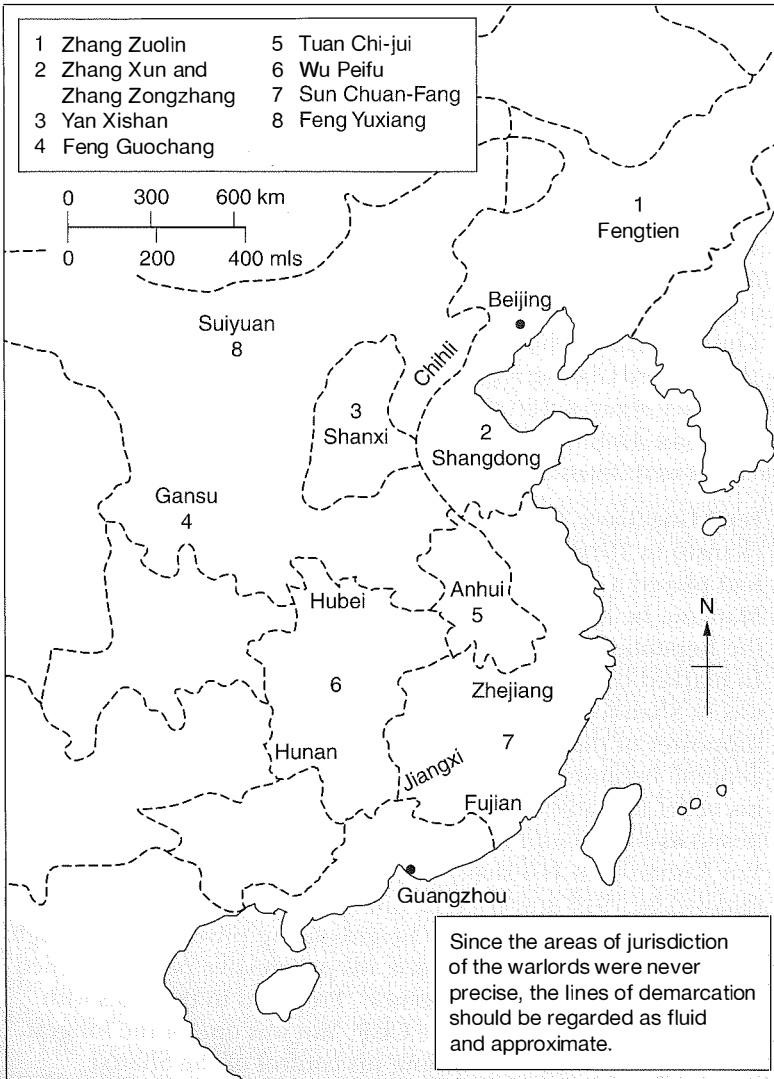 1 Zhang Zuolin
2 Zhang Xun and
Zhang Zongzhang
3 Yan Xishan
4 Feng Guochang
5 Tuan Chi-jui
6 Wu Peifu
7 Sun Chuan-Fang
8 Feng Yuxiang
0 300 600 km
0 200 400 mls
1
Fengtien
Beijing
Suiyuan
8
Chihli
3
Shanxi
2
Shangdong
Gansu
4
Hubei
Anhui
5
N
6
Zhejiang
7
Hunan
Jiangxi
Fujian
Guangzhou
Since the areas of jurisdiction
of the warlords were never
precise, the lines of demarcation
should be regarded as fluid
and approximate.